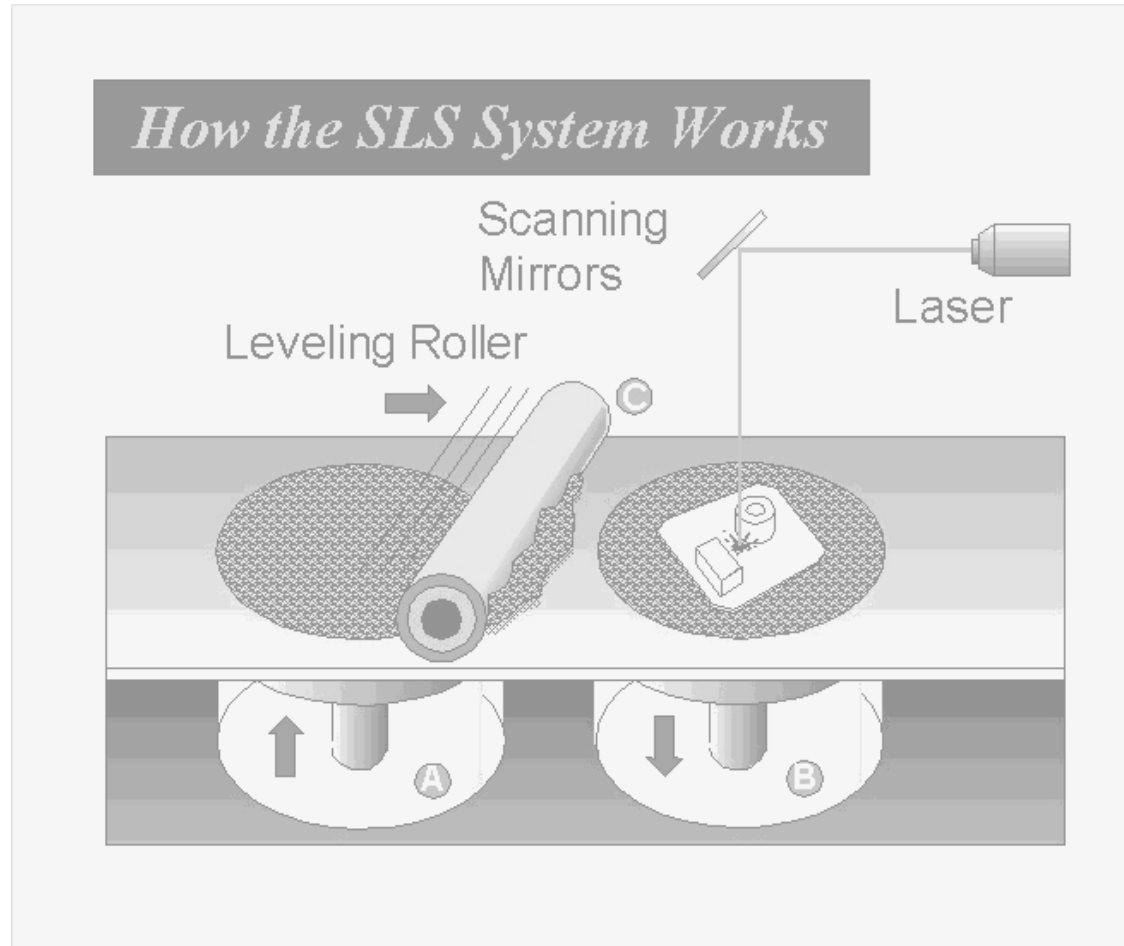 How the SLS System Works
Scanning
Mirrors
Laser
Leveling Roller
C
A
B